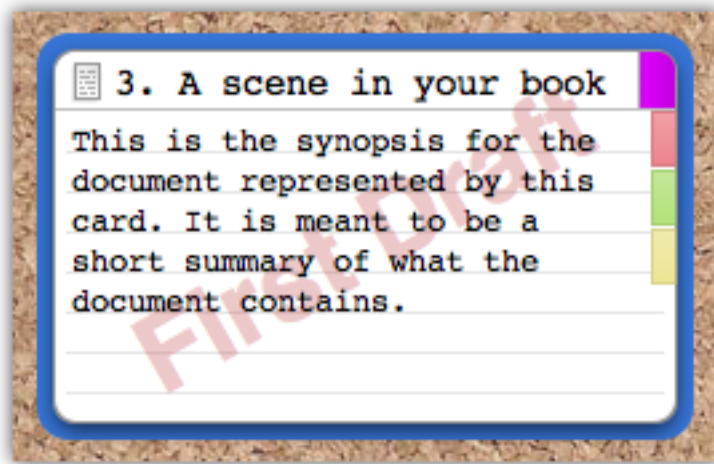 3. A scene in your book
This is the synopsis for the
document represented by this
card. It is meant to be a
short summary of what the
document contains.
First Draft